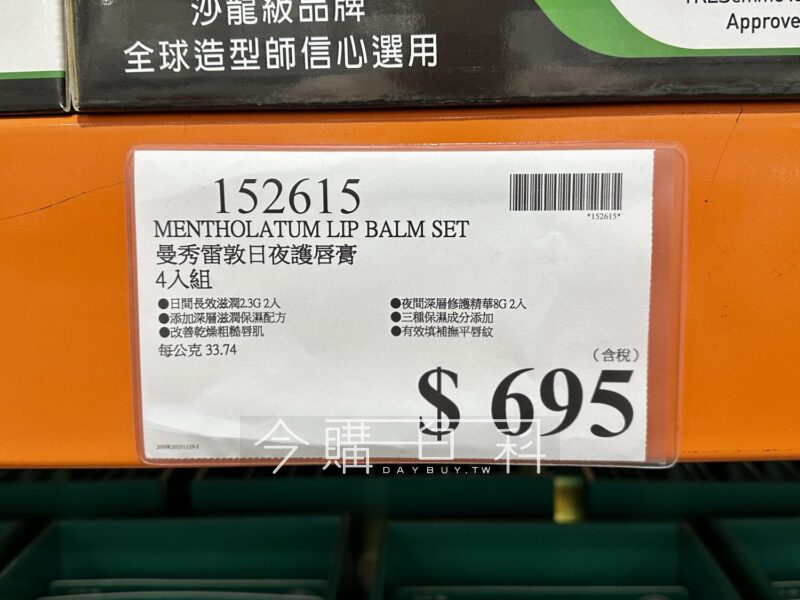 沙龍級品牌
全球造型師信心選用
Approve
152615
*152615*
MENTHOLATUM LIP BALM SET
曼秀雷敦日夜護唇膏
4入組
●日間長效滋潤2.3G 2入
●夜間深層修護精華8G 2入
●添加深層滋潤保濕配方
●三種保濕成分添加
●改善乾燥粗糙唇肌
●有效填補撫平唇紋
每公克 33.74
(含稅)
$ 695
今購百科
DAYBUY.TW